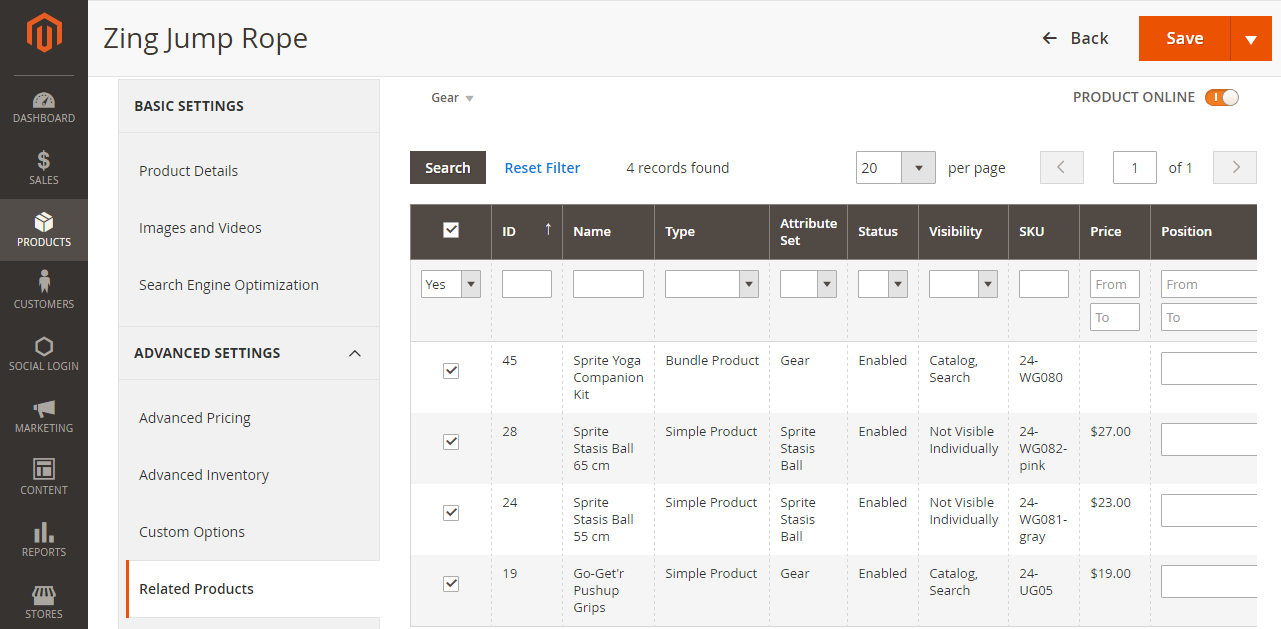 Zing Jump Rope
Back
Save
DASHBOARD
SALES
PRODUCTS
CUSTOMERS
SOCIAL LOGIN
MARKETING
CONTENT
REPORTS
STORES
BASIC SETTINGS
Product Details
Images and Videos
Search Engine Optimization
ADVANCED SETTINGS
Advanced Pricing
Advanced Inventory
Custom Options
Related Products
Gear
PRODUCT ONLINE
Search Reset Filter 4 records found 20 per page 1 of 1
ID ↑ Name Type Attribute Set Status Visibility SKU Price Position
Yes From From
To To
45 Sprite Yoga Bundle Product Gear Enabled Catalog, 24-
Companion Search WG080
Kit
28 Sprite Simple Product Sprite Enabled Not Visible 24- $27.00
Stasis Ball Stasis Individually WG082-
65 cm Ball pink
24 Sprite Simple Product Sprite Enabled Not Visible 24- $23.00
Stasis Ball Stasis Individually WG081-
55 cm Ball gray
19 Go-Get'r Simple Product Gear Enabled Catalog, 24- $19.00
Pushup Search UG05
Grips